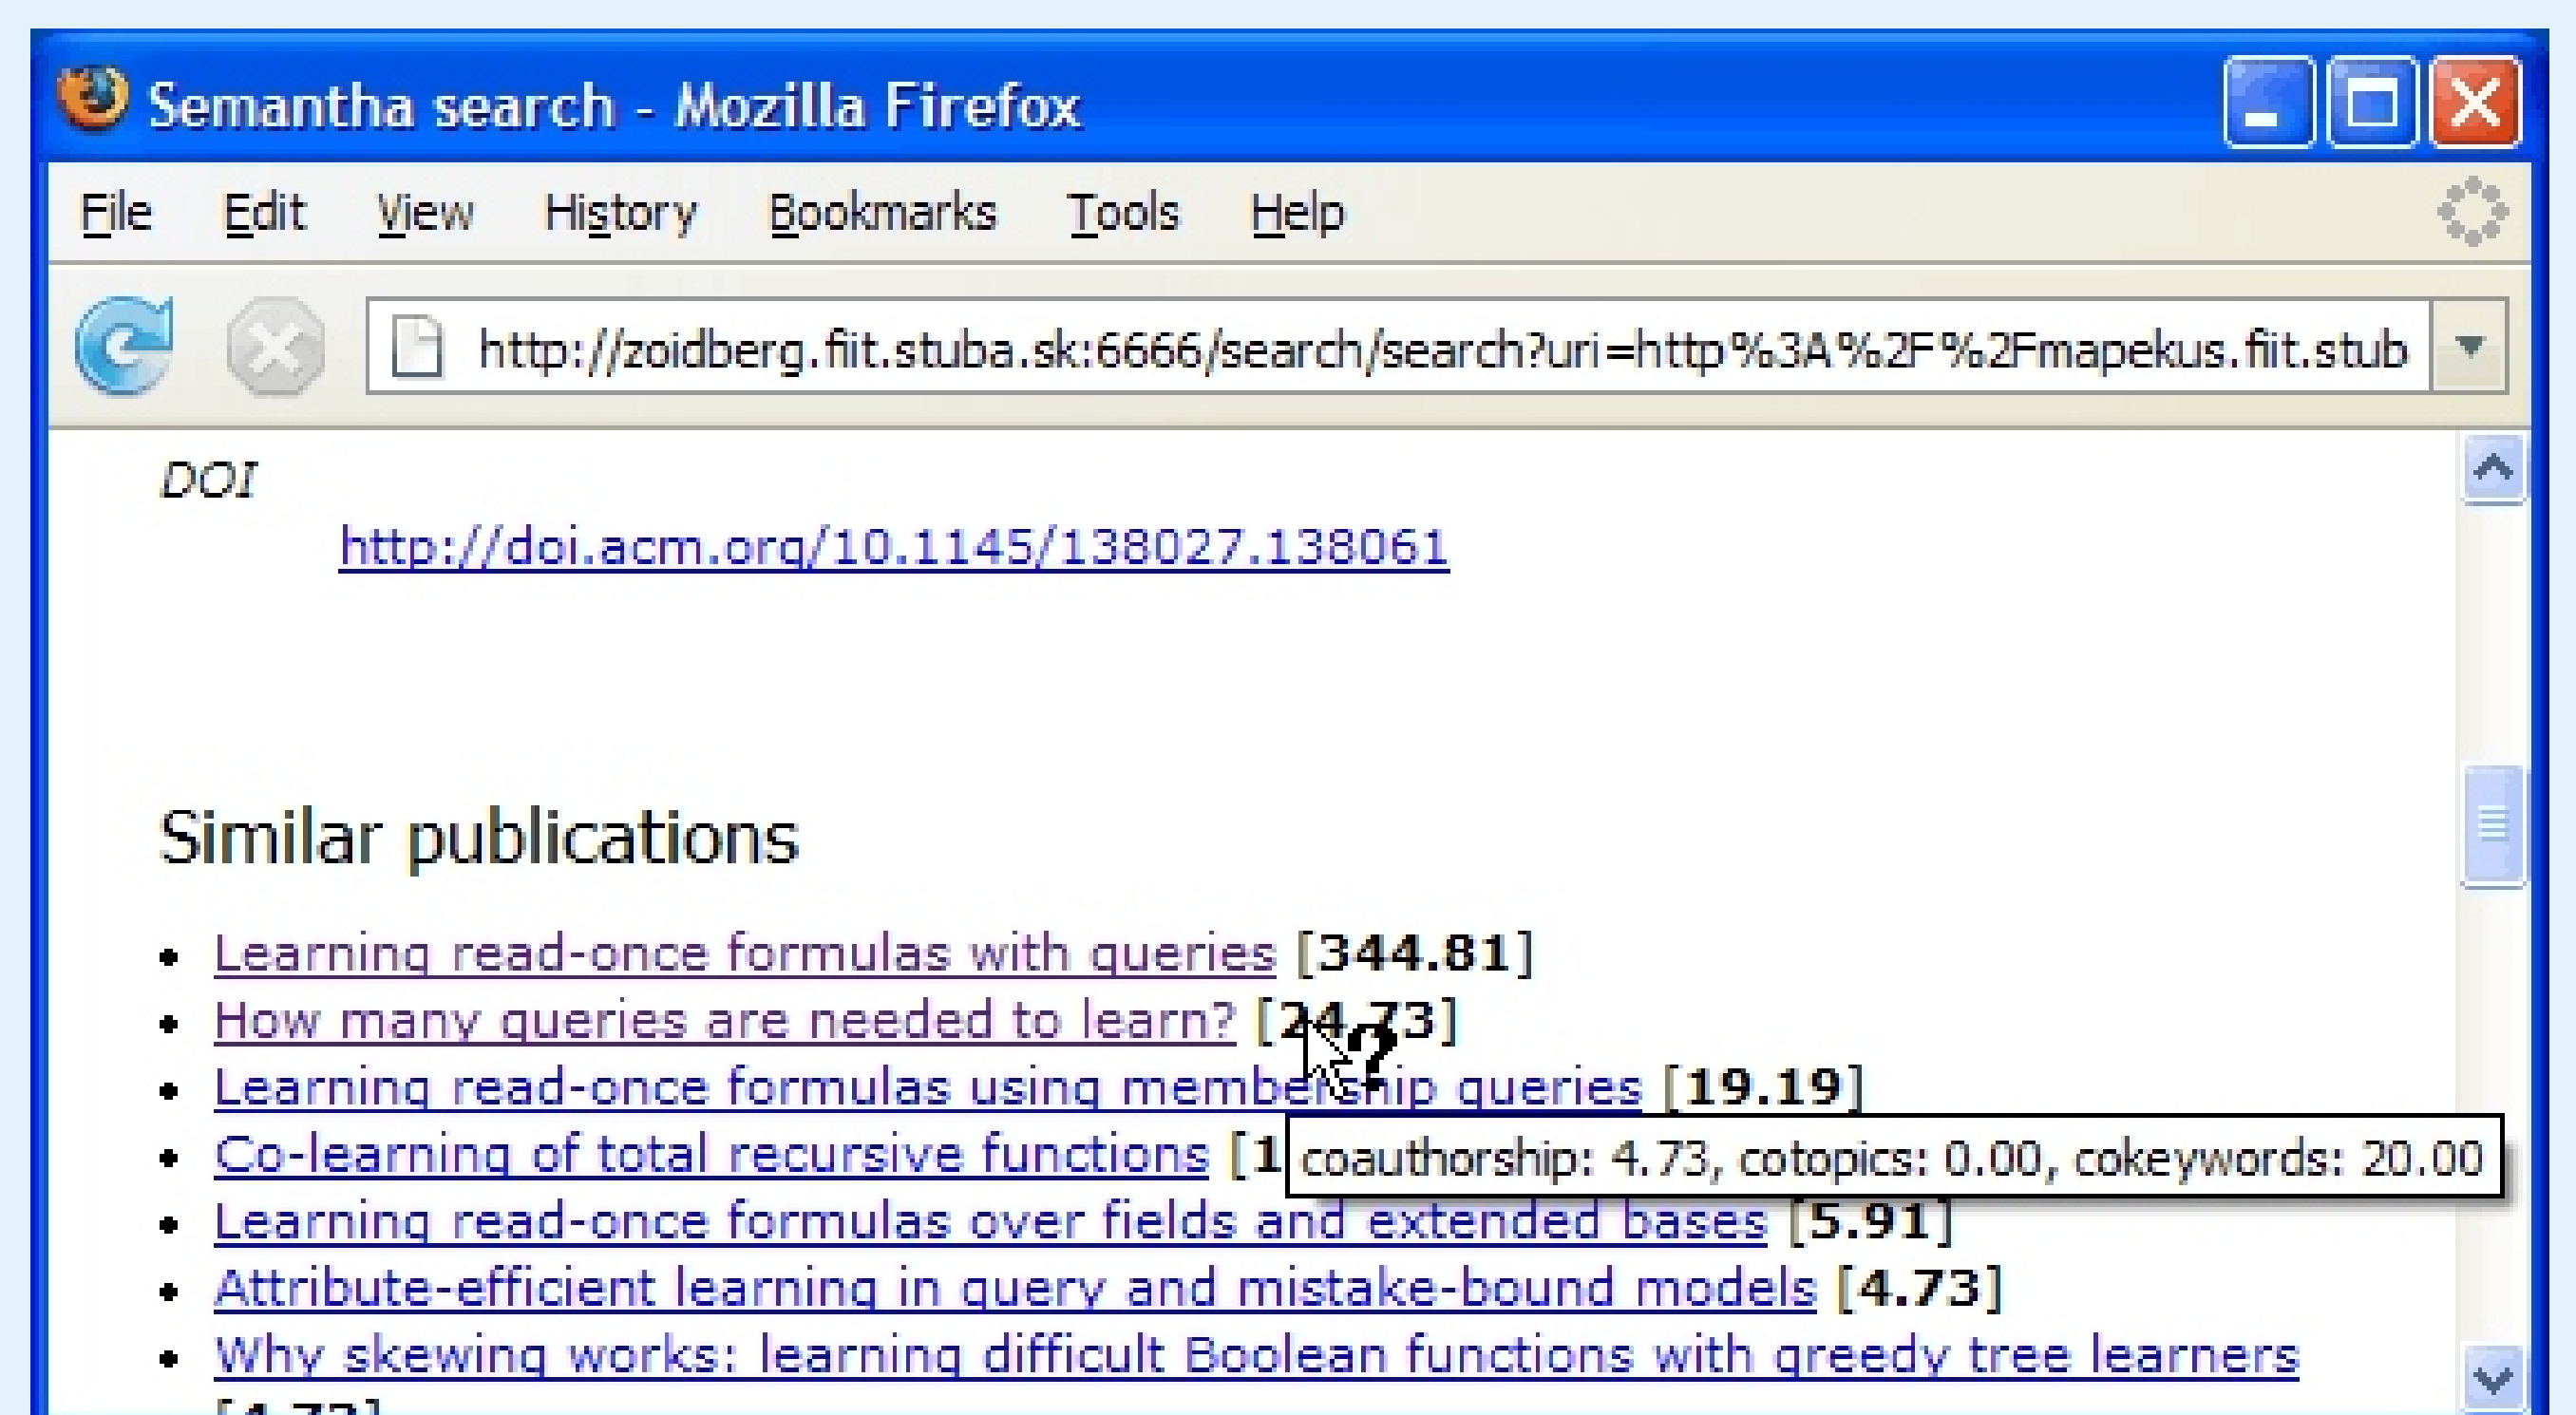 Semantha search - Mozilla Firefox
File Edit View History Bookmarks Tools Help
http://zoidberg.fiit.stuba.sk:6666/search/search?uri=http%3A%2F%2Fmapekus.fiit.stub
DOI
http://doi.acm.org/10.1145/138027.138061
Similar publications
• Learning read-once formulas with queries [344.81]
• How many queries are needed to learn? [24.73]
• Learning read-once formulas using membership queries [19.19]
• Co-learning of total recursive functions [1
coauthorship: 4.73, cotopics: 0.00, cokeywords: 20.00
• Learning read-once formulas over fields and extended bases [5.91]
• Attribute-efficient learning in query and mistake-bound models [4.73]
• Why skewing works: learning difficult Boolean functions with greedy tree learners